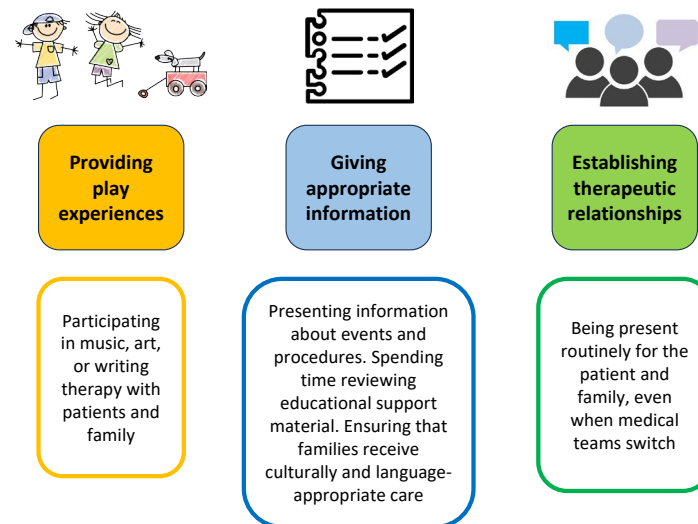 Providing
play
experiences
Giving
appropriate
information
Establishing
therapeutic
relationships
Participating
in music, art,
or writing
therapy with
patients and
family
Presenting information
about events and
procedures. Spending
time reviewing
educational support
material. Ensuring that
families receive
culturally and language-
appropriate care
Being present
routinely for the
patient and
family, even
when medical
teams switch